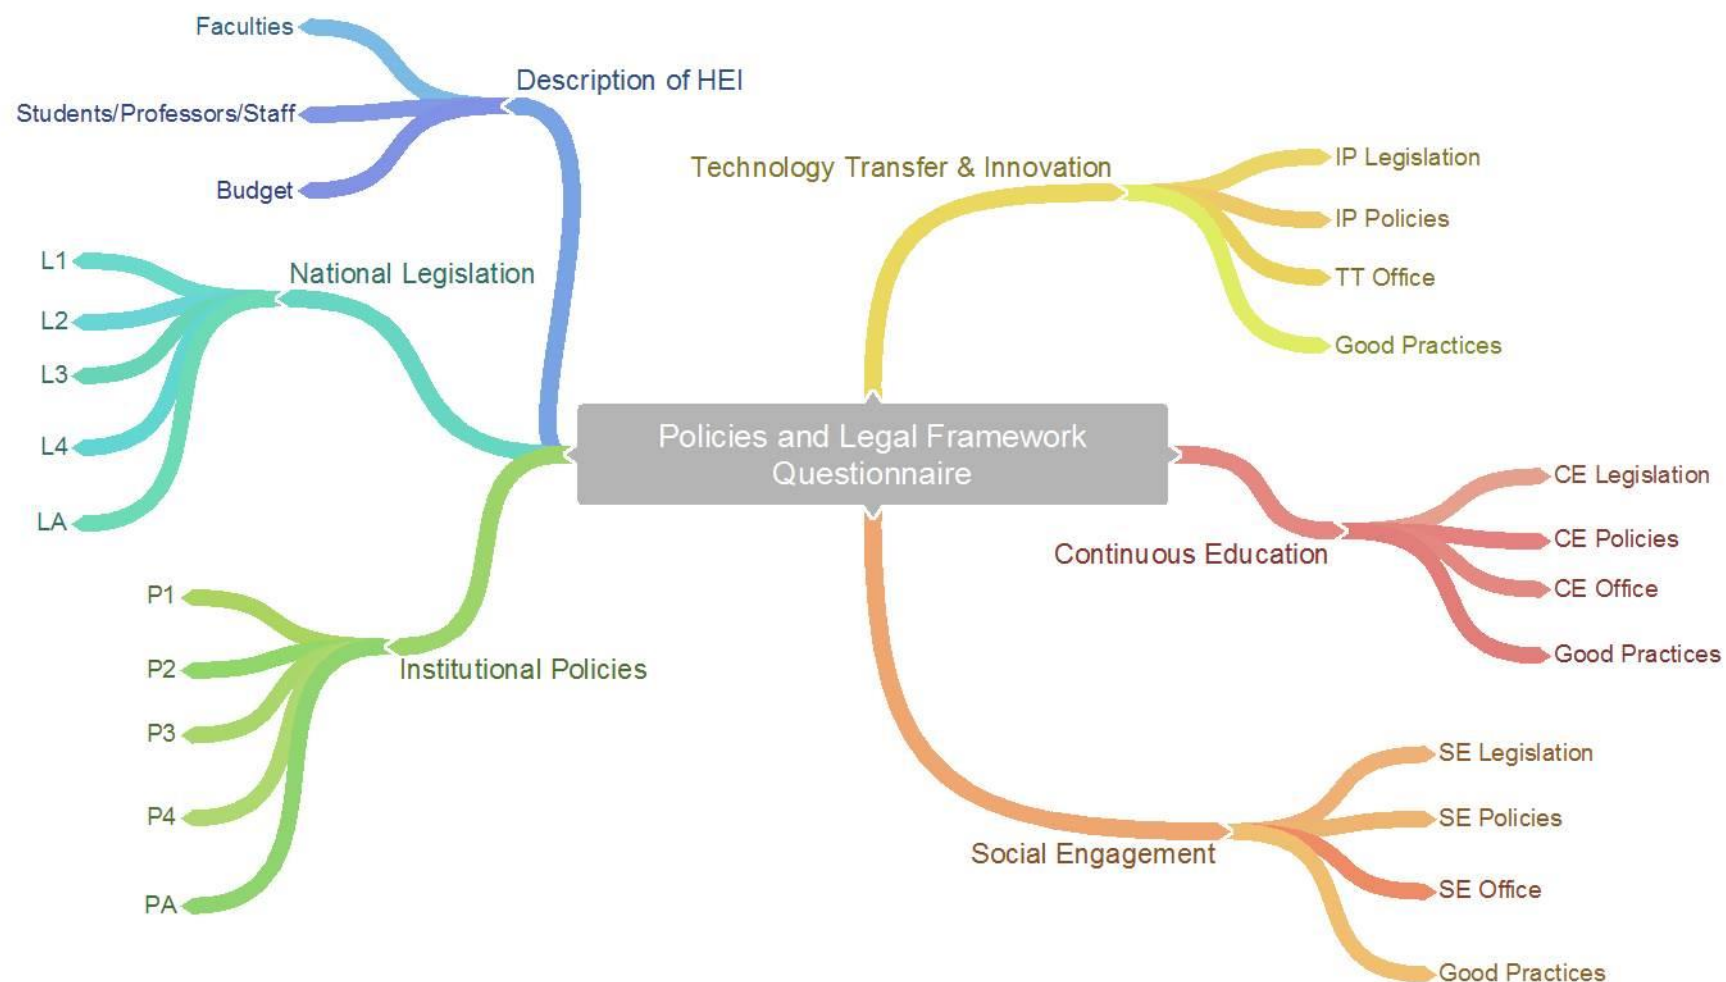 Faculties
Description of HEI
Students/Professors/Staff
Budget
National Legislation
L1
L2
L3
L4
LA
P1
P2
Institutional Policies
P3
P4
PA
Policies and Legal Framework
Questionnaire
Technology Transfer & Innovation
IP Legislation
IP Policies
TT Office
Good Practices
Continuous Education
CE Legislation
CE Policies
CE Office
Good Practices
Social Engagement
SE Legislation
SE Policies
SE Office
Good Practices